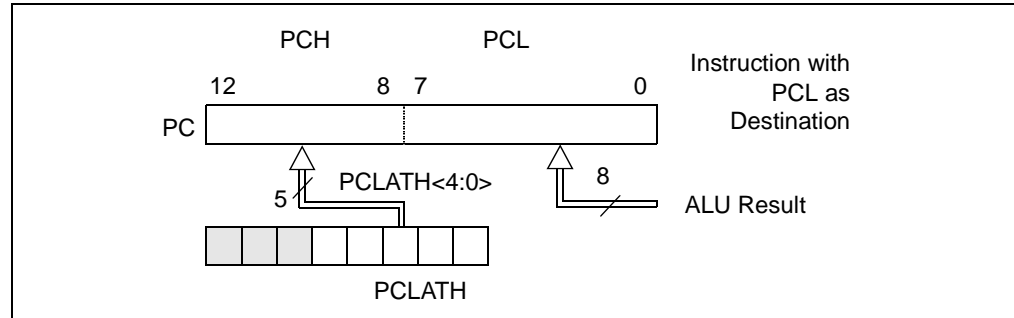 PCH PCL
12 8 7 0
Instruction with
PCL as
Destination
PC
5 PCLATH<4:0> 8
ALU Result
PCLATH